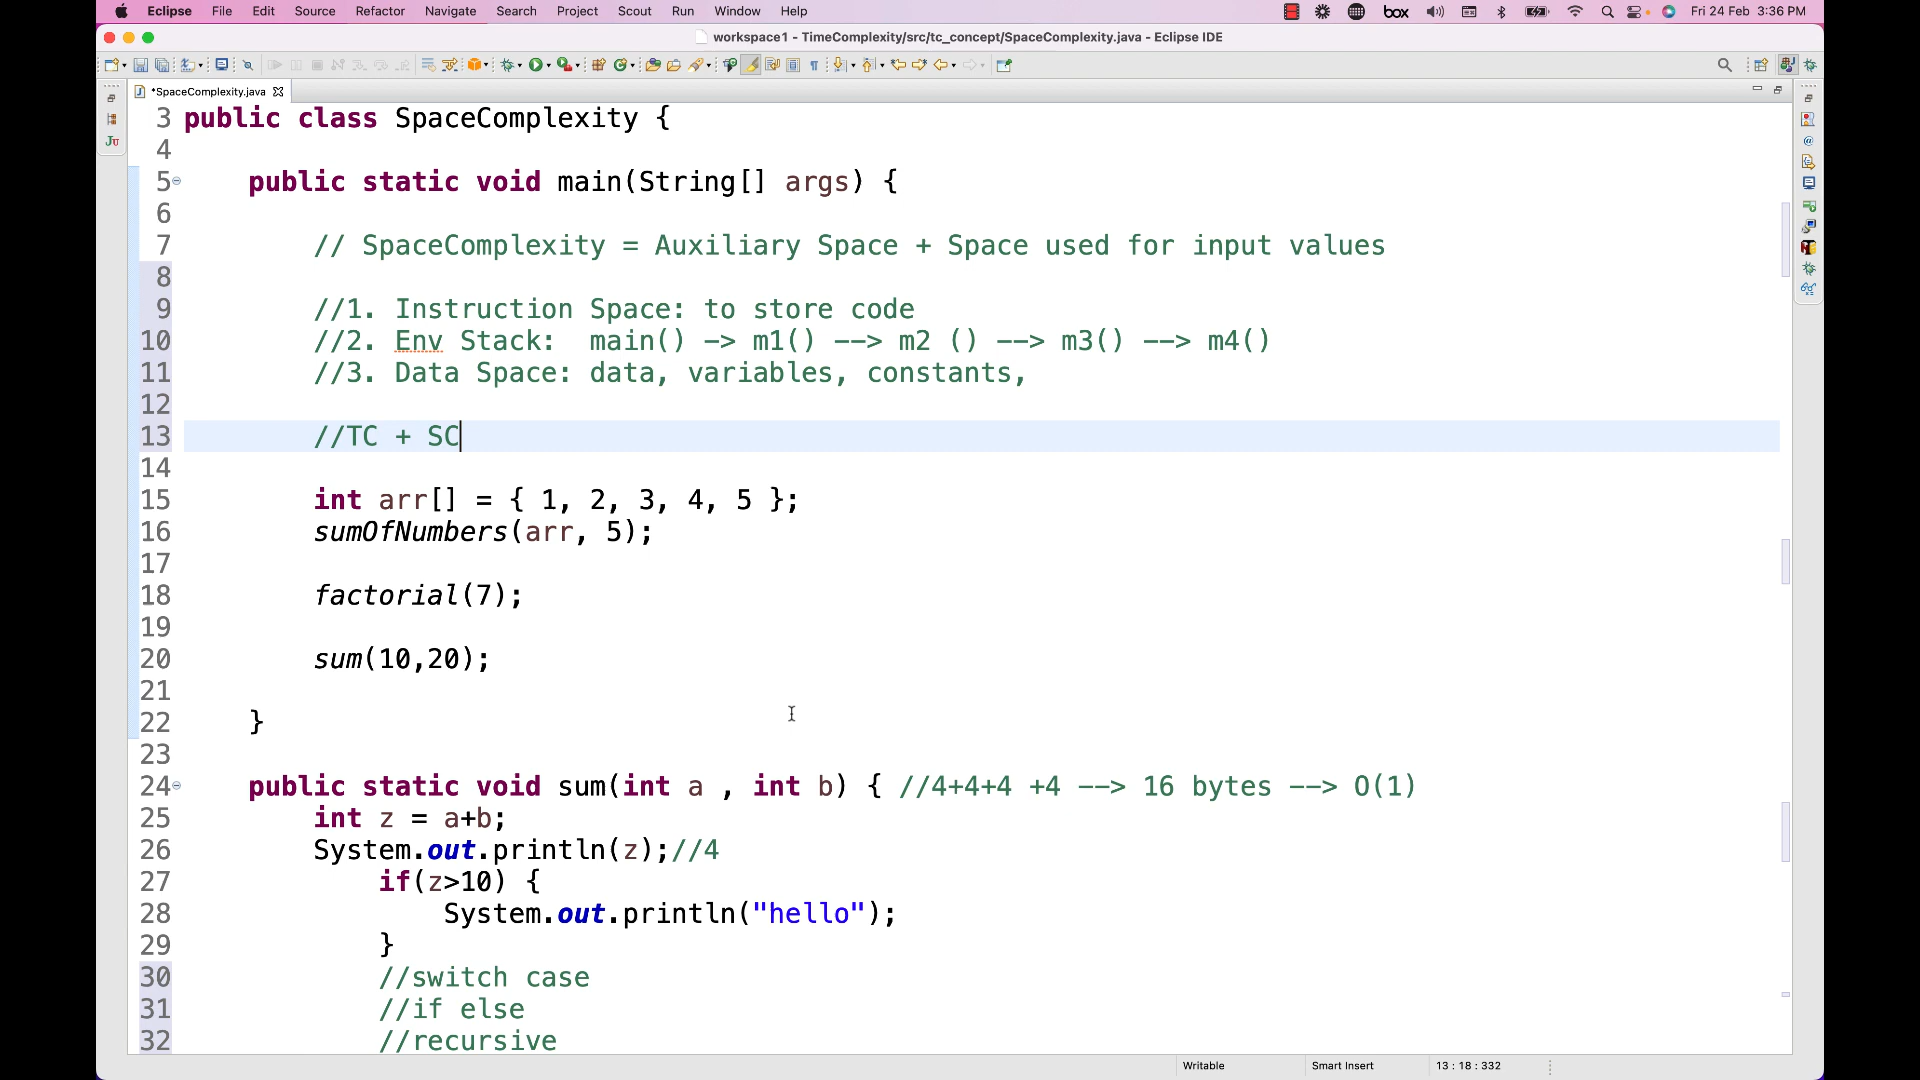 Eclipse File Edit Source Refactor Navigate Search Project Scout Run Window Help box Fri 24 Feb 3:36 PM
workspace1 - TimeComplexity/src/tc_concept/SpaceComplexity.java - Eclipse IDE
*SpaceComplexity.java
3 public class SpaceComplexity {
4
5 public static void main(String[] args) {
6
7 // SpaceComplexity = Auxiliary Space + Space used for input values
8
9 //1. Instruction Space: to store code
10 //2. Env Stack:  main() -> m1() --> m2 () --> m3() --> m4()
11 //3. Data Space: data, variables, constants,
12
13 //TC + SC
14
15 int arr[] = { 1, 2, 3, 4, 5 };
16 sumOfNumbers(arr, 5);
17
18 factorial(7);
19
20 sum(10,20);
21
22 }
23
24 public static void sum(int a , int b) { //4+4+4 +4 --> 16 bytes --> O(1)
25 int z = a+b;
26 System.out.println(z);//4
27 if(z>10) {
28 System.out.println("hello");
29 }
30 //switch case
31 //if else
32 //recursive
Writable Smart Insert 13 : 18 : 332